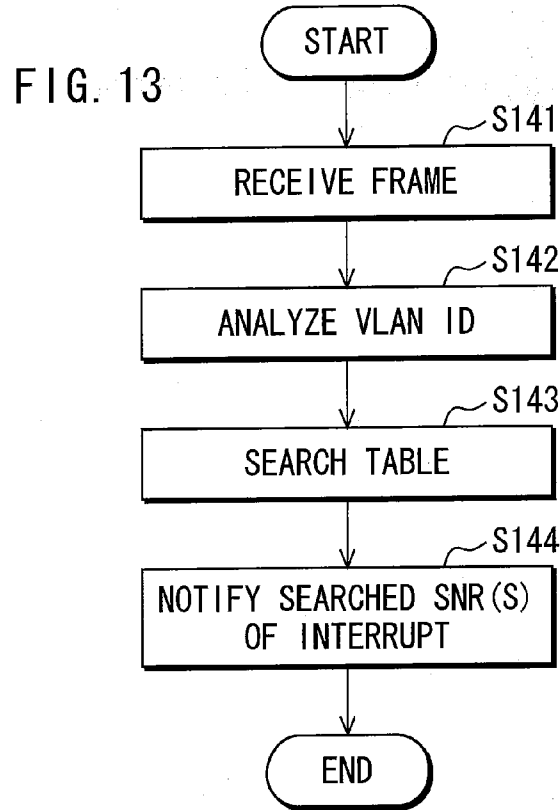 START
FIG. 13
S141
RECEIVE FRAME
S142
ANALYZE VLAN ID
S143
SEARCH TABLE
S144
NOTIFY SEARCHED SNR(S)
OF INTERRUPT
END